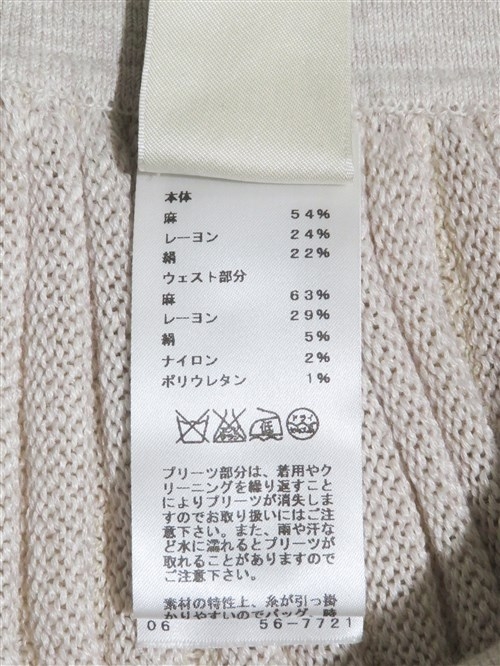 本体
麻 54%
レーヨン 24%
絹 22%
ウェスト部分
麻 63%
レーヨン 29%
絹 5%
ナイロン 2%
ポリウレタン 1%
低 ドライ
プリーツ部分は、着用やク
リーニングを繰り返すこと
によりプリーツが消失しま
すのでお取り扱いにはご注
意下さい。また、雨や汗な
ど水に濡れるとプリーツが
取れることがありますので
ご注意下さい。
素材の特性上、糸が引っ掛
かりやすいのでバッグ、時
06 56-7721